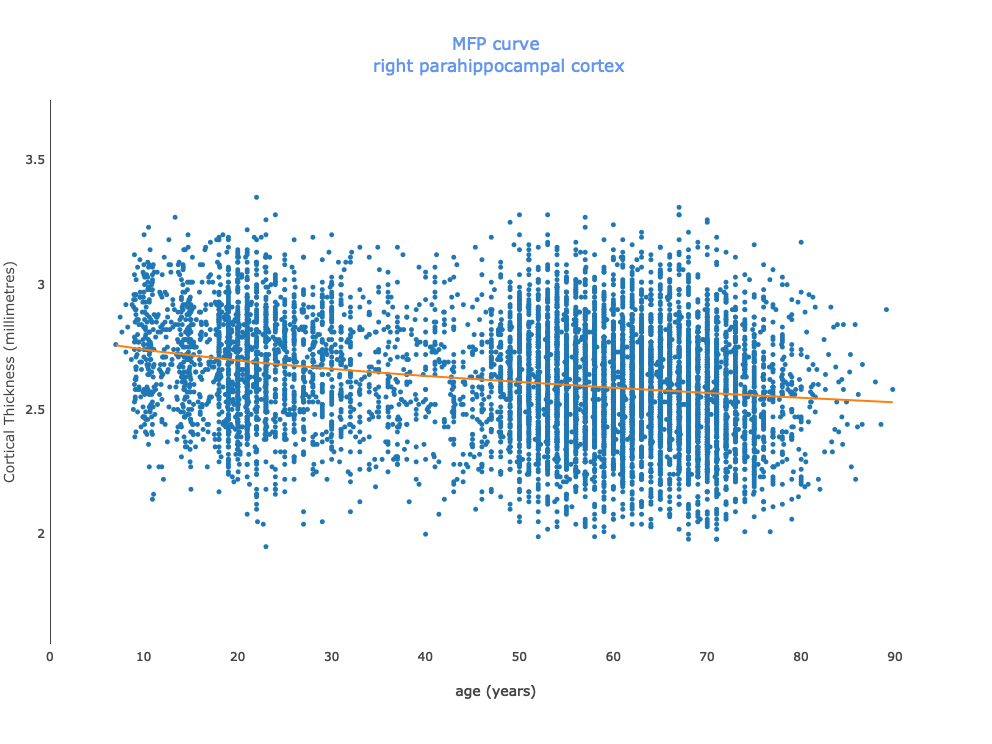 MFP curve
right parahippocampal cortex
Cortical Thickness (millimetres)
3.5
3
2.5
2
0 10 20 30 40 50 60 70 80 90
age (years)